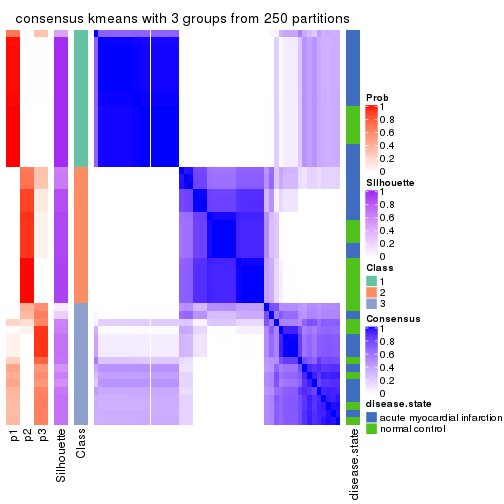 consensus kmeans with 3 groups from 250 partitions
Prob
1
0.8
0.6
0.4
0.2
0
Silhouette
1
0.8
0.6
0.4
0.2
0
Class
1
2
3
Consensus
1
0.8
0.6
0.4
0.2
0
disease.state
acute myocardial infarction
normal control
p1
p2
p3
Silhouette
Class
disease.state